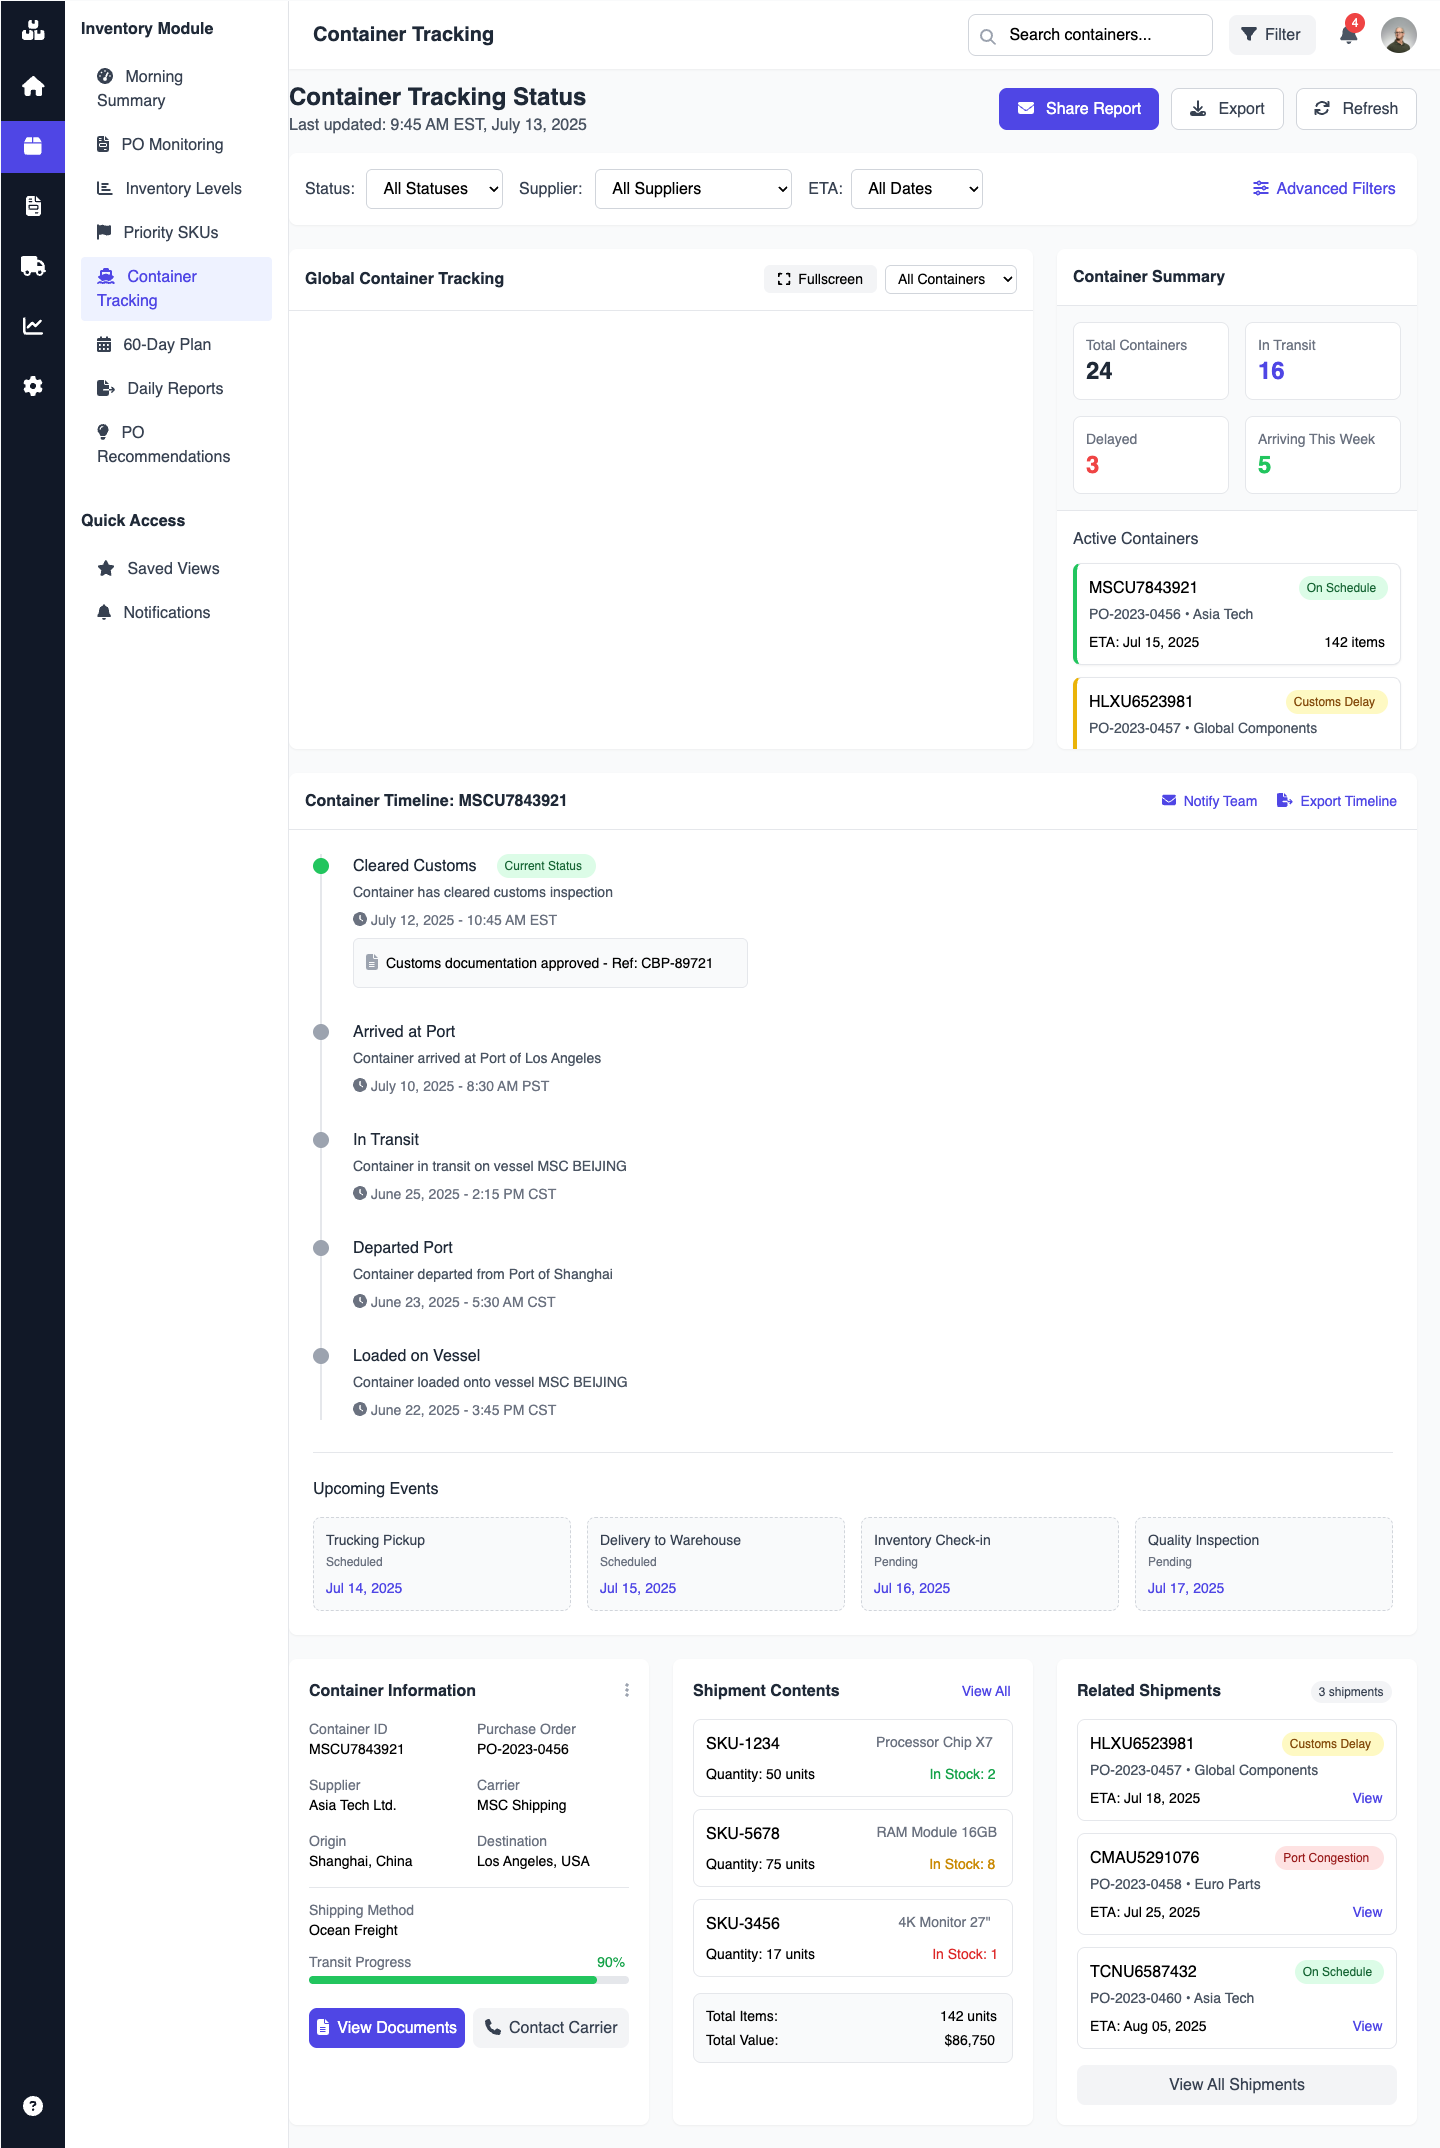 Inventory Module
Morning
Summary
PO Monitoring
Inventory Levels
Priority SKUs
Container
Tracking
60-Day Plan
Daily Reports
PO
Recommendations
Quick Access
Saved Views
Notifications
Container Tracking
Search containers...
Filter
4
Container Tracking Status
Last updated: 9:45 AM EST, July 13, 2025
Share Report
Export
Refresh
Status:
All Statuses
Supplier:
All Suppliers
ETA:
All Dates
Advanced Filters
Global Container Tracking
Fullscreen
All Containers
Container Summary
Total Containers
24
In Transit
16
Delayed
3
Arriving This Week
5
Active Containers
MSCU7843921
On Schedule
PO-2023-0456 • Asia Tech
ETA: Jul 15, 2025
142 items
HLXU6523981
Customs Delay
PO-2023-0457 • Global Components
Container Timeline: MSCU7843921
Notify Team
Export Timeline
Cleared Customs
Current Status
Container has cleared customs inspection
July 12, 2025 - 10:45 AM EST
Customs documentation approved - Ref: CBP-89721
Arrived at Port
Container arrived at Port of Los Angeles
July 10, 2025 - 8:30 AM PST
In Transit
Container in transit on vessel MSC BEIJING
June 25, 2025 - 2:15 PM CST
Departed Port
Container departed from Port of Shanghai
June 23, 2025 - 5:30 AM CST
Loaded on Vessel
Container loaded onto vessel MSC BEIJING
June 22, 2025 - 3:45 PM CST
Upcoming Events
Trucking Pickup
Scheduled
Jul 14, 2025
Delivery to Warehouse
Scheduled
Jul 15, 2025
Inventory Check-in
Pending
Jul 16, 2025
Quality Inspection
Pending
Jul 17, 2025
Container Information
Container ID
MSCU7843921
Purchase Order
PO-2023-0456
Supplier
Asia Tech Ltd.
Carrier
MSC Shipping
Origin
Shanghai, China
Destination
Los Angeles, USA
Shipping Method
Ocean Freight
Transit Progress
90%
View Documents
Contact Carrier
Shipment Contents
View All
SKU-1234
Processor Chip X7
Quantity: 50 units
In Stock: 2
SKU-5678
RAM Module 16GB
Quantity: 75 units
In Stock: 8
SKU-3456
4K Monitor 27"
Quantity: 17 units
In Stock: 1
Total Items:
142 units
Total Value:
$86,750
Related Shipments
3 shipments
HLXU6523981
Customs Delay
PO-2023-0457 • Global Components
ETA: Jul 18, 2025
View
CMAU5291076
Port Congestion
PO-2023-0458 • Euro Parts
ETA: Jul 25, 2025
View
TCNU6587432
On Schedule
PO-2023-0460 • Asia Tech
ETA: Aug 05, 2025
View
View All Shipments
?